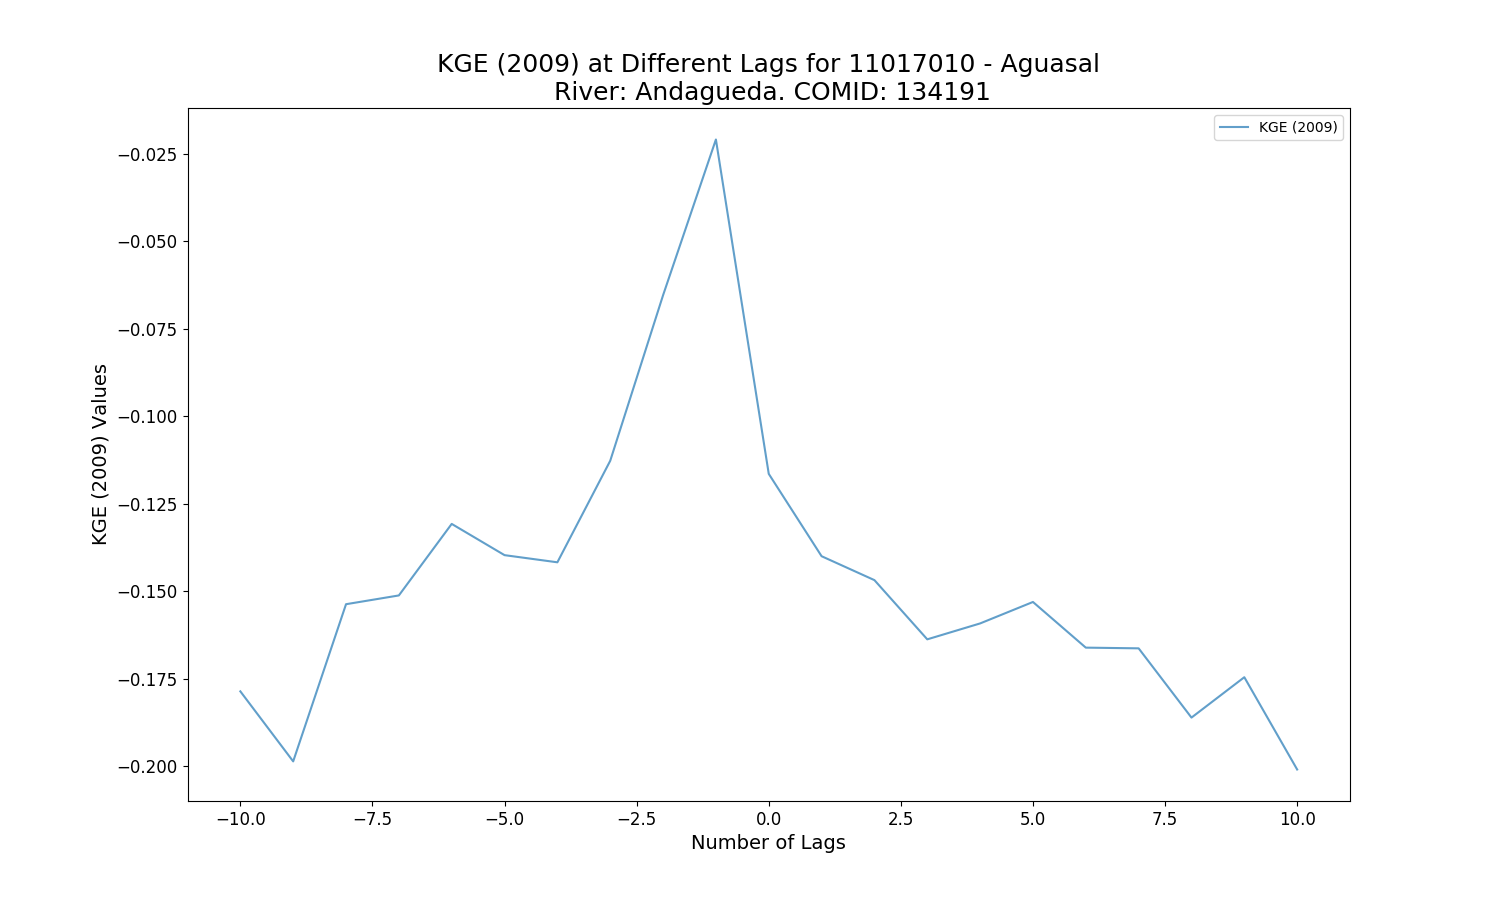 KGE (2009) at Different Lags for 11017010 - Aguasal
River: Andagueda. COMID: 134191
KGE (2009)
−0.025
−0.050
−0.075
−0.100
−0.125
−0.150
−0.175
−0.200
KGE (2009) Values
−10.0 −7.5 −5.0 −2.5 0.0 2.5 5.0 7.5 10.0
Number of Lags